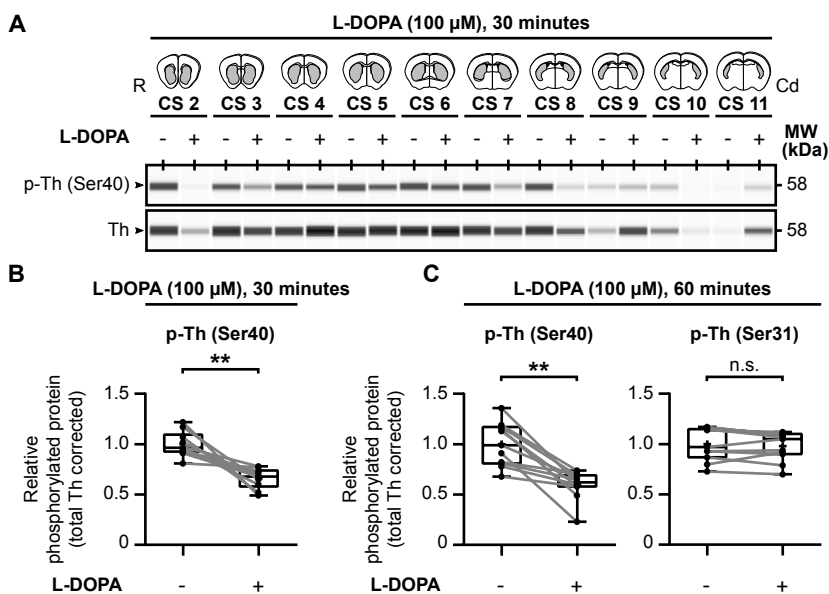 A
L-DOPA (100 µM), 30 minutes
R
Cd
CS 2 CS 3 CS 4 CS 5 CS 6 CS 7 CS 8 CS 9 CS 10 CS 11
L-DOPA - + - + - + - + - + - + - + - + - + - +
MW
(kDa)
p-Th (Ser40)
58
Th
58
B
L-DOPA (100 µM), 30 minutes
p-Th (Ser40)
**
Relative
phosphorylated protein
(total Th corrected)
1.5
1.0
0.5
0
L-DOPA - +
C
L-DOPA (100 µM), 60 minutes
p-Th (Ser40)
**
Relative
phosphorylated protein
(total Th corrected)
1.5
1.0
0.5
0
L-DOPA - +
p-Th (Ser31)
n.s.
1.5
1.0
0.5
0
- +